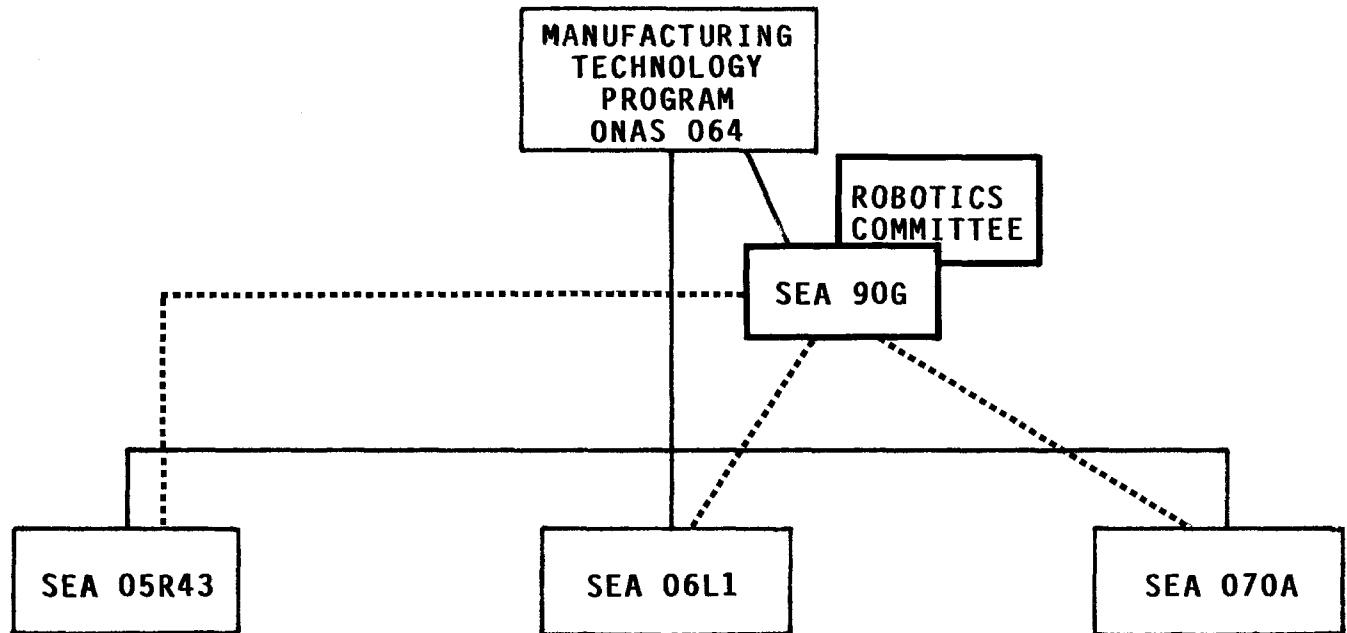 MANUFACTURING
TECHNOLOGY
PROGRAM
ONAS 064
ROBOTICS
COMMITTEE
SEA 90G
SEA 05R43
SEA 06L1
SEA 070A